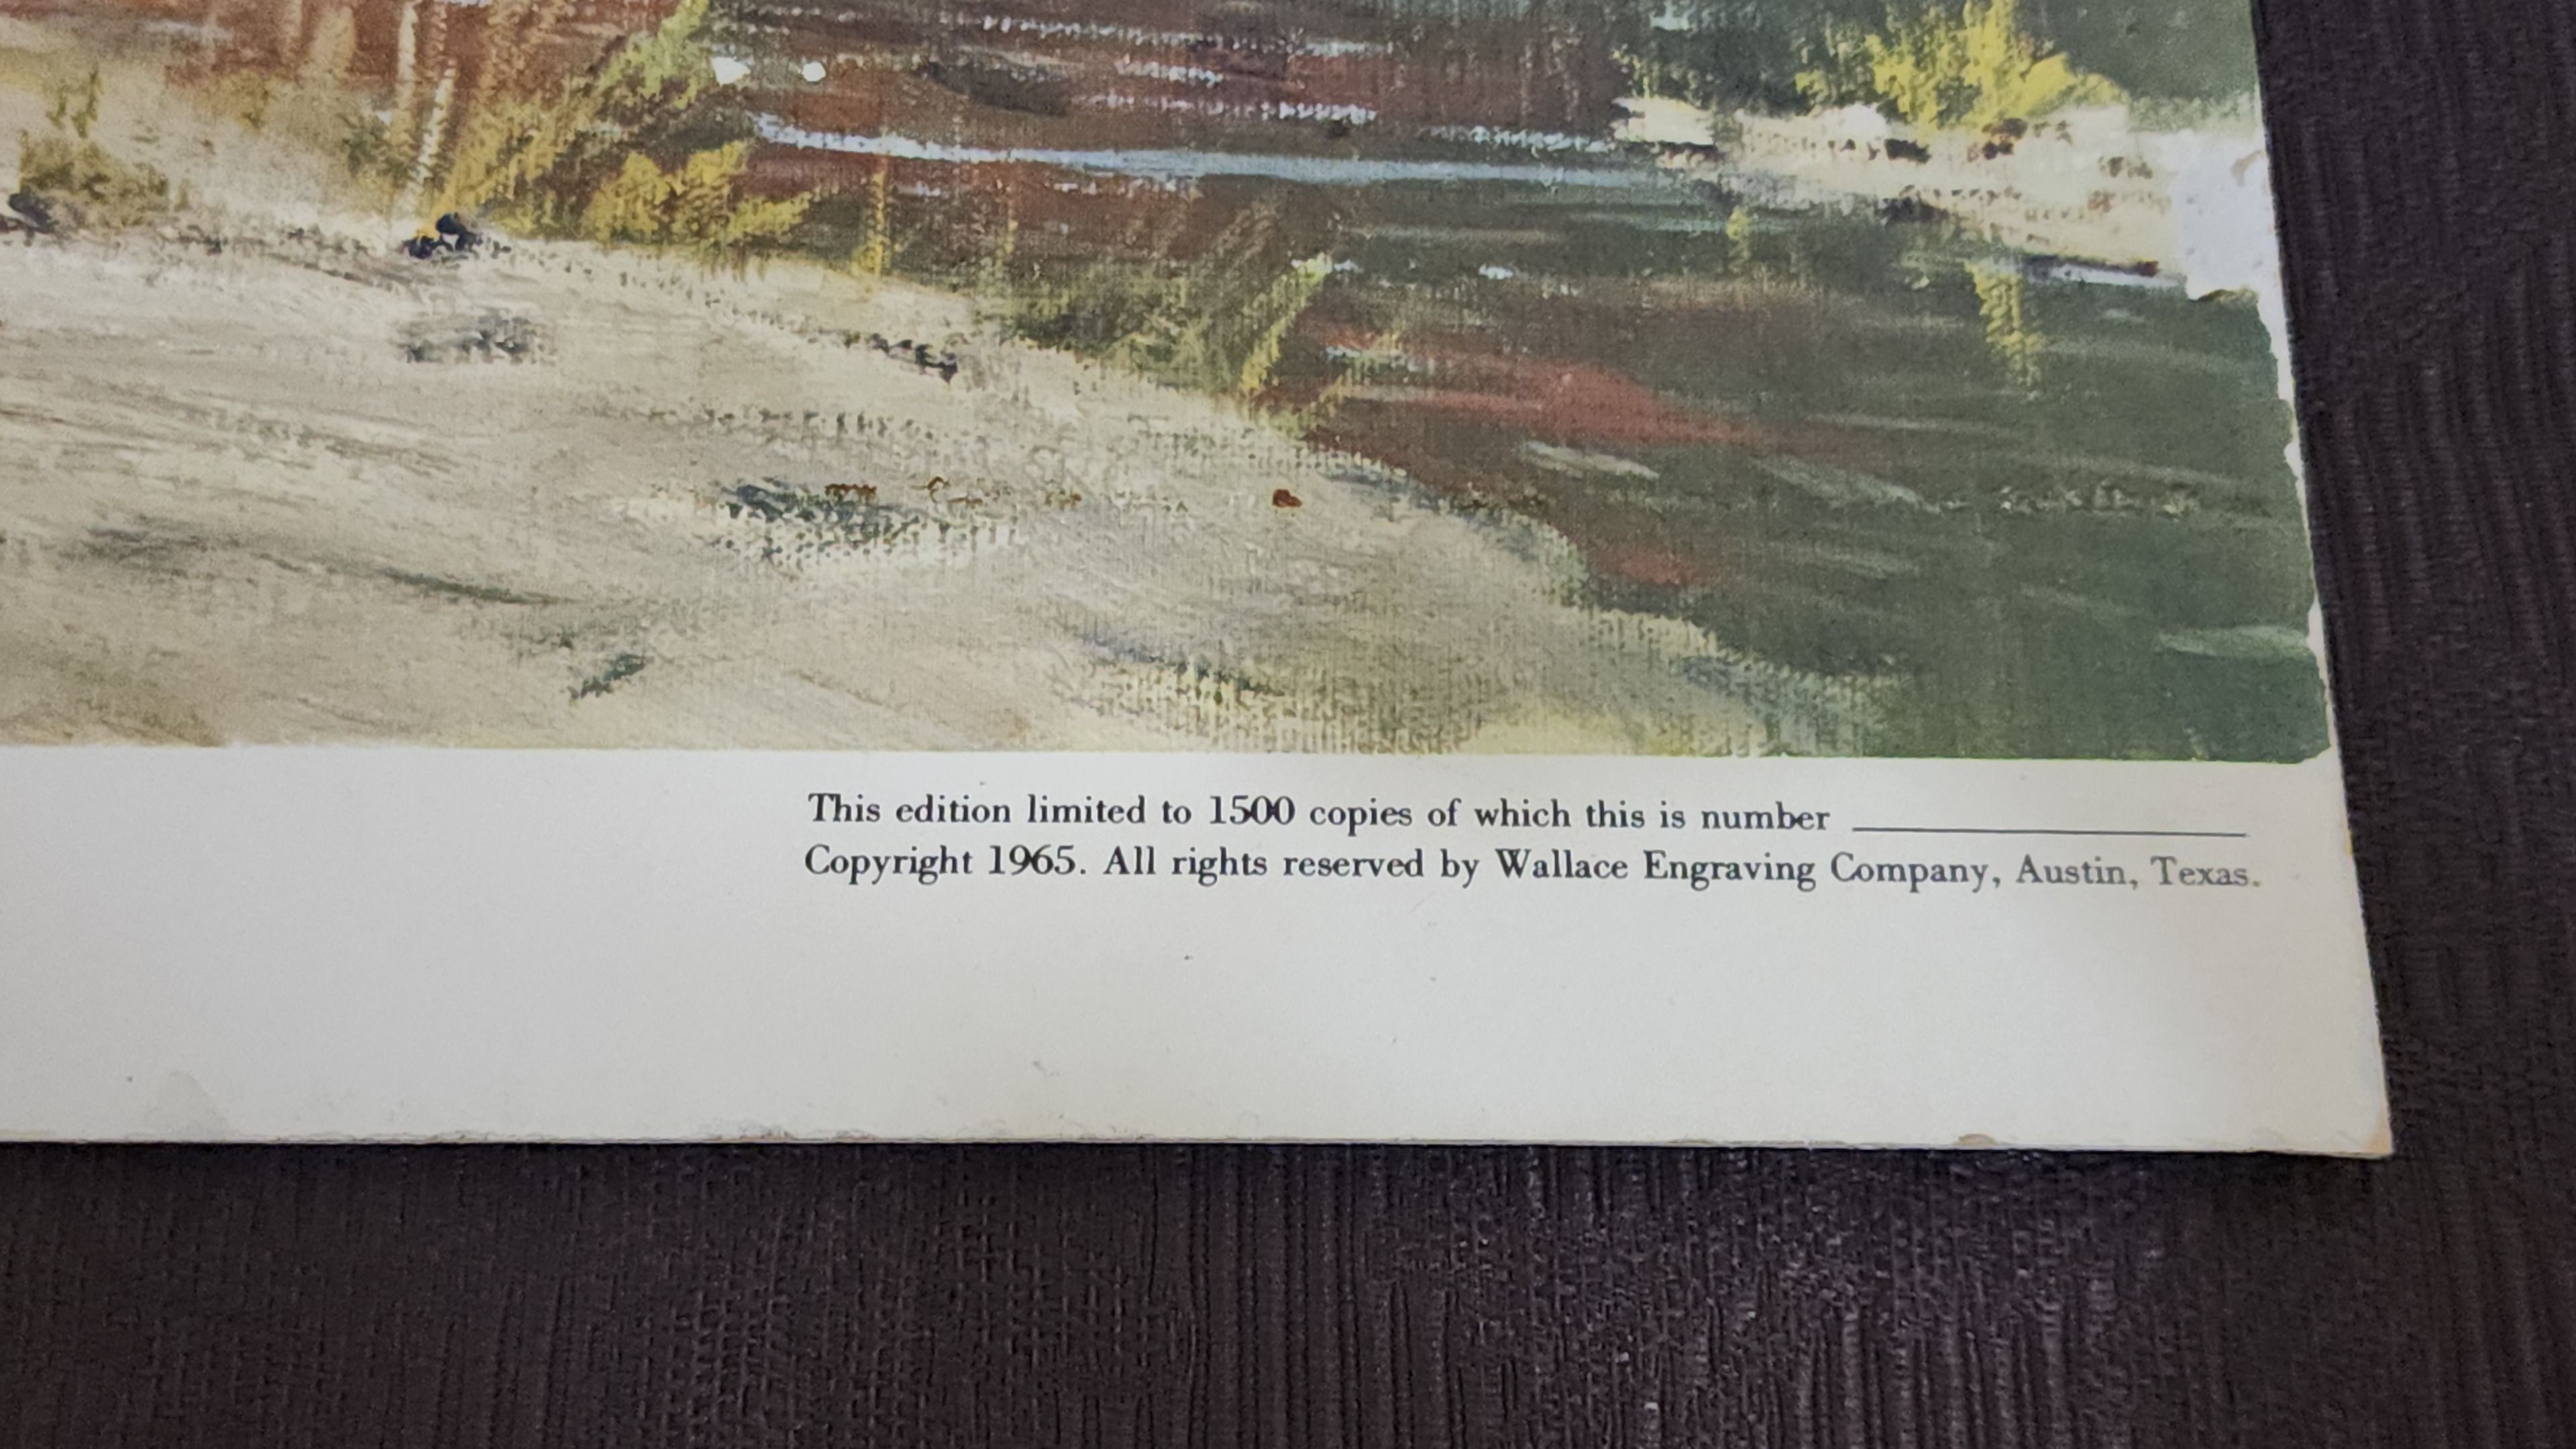 This edition limited to 1500 copies of which this is number ____________
Copyright 1965. All rights reserved by Wallace Engraving Company, Austin, Texas.